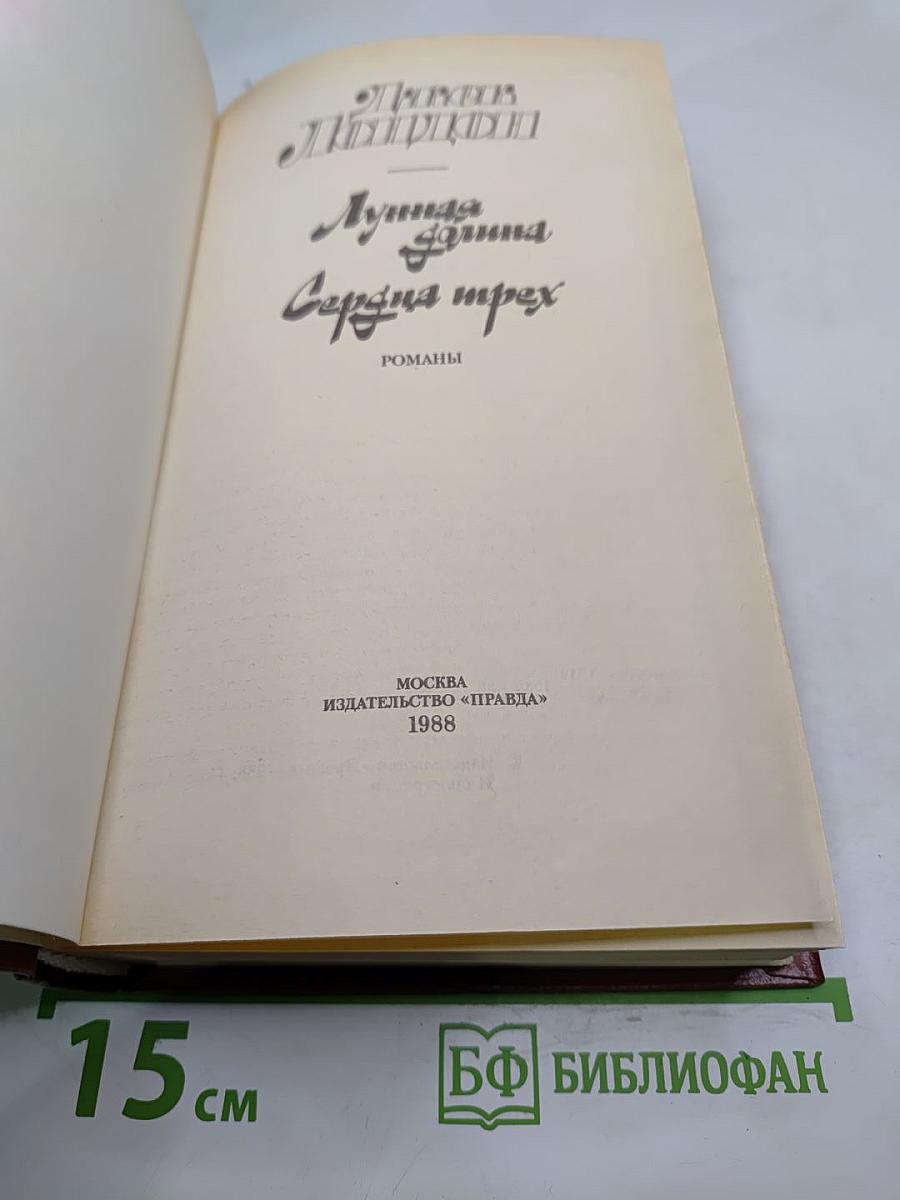 Джек
Лондон
Лунная
долина
Сердца трех
РОМАНЫ
МОСКВА
ИЗДАТЕЛЬСТВО «ПРАВДА»
1988
15 см
БФ БИБЛИОФАН